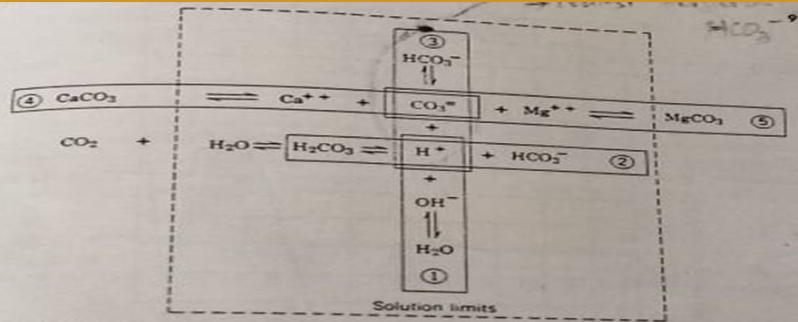 HCO₃⁻
③
HCO₃⁻
⇅
④ CaCO₃ ⇌ Ca⁺⁺ + CO₃⁼ + Mg⁺⁺ ⇌ MgCO₃ ⑤
+
CO₂ + H₂O ⇌ H₂CO₃ ⇌ H⁺ + HCO₃⁻ ②
+
OH⁻
⇅
H₂O
①
Solution limits